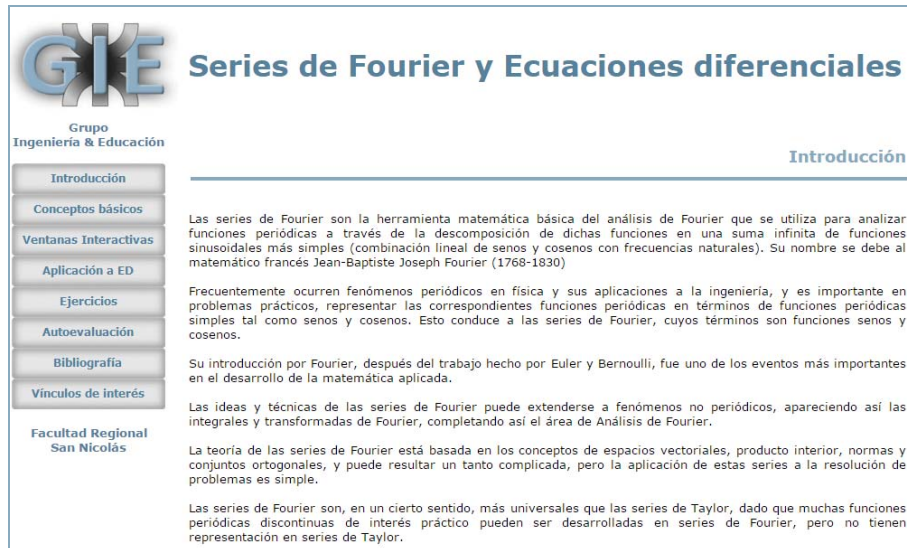 GIE
Series de Fourier y Ecuaciones diferenciales
Grupo
Ingeniería & Educación
Introducción
Introducción
Conceptos básicos
Ventanas Interactivas
Aplicación a ED
Ejercicios
Autoevaluación
Bibliografía
Vínculos de interés
Facultad Regional
San Nicolás
Las series de Fourier son la herramienta matemática básica del análisis de Fourier que se utiliza para analizar
funciones periódicas a través de la descomposición de dichas funciones en una suma infinita de funciones
sinusoidales más simples (combinación lineal de senos y cosenos con frecuencias naturales). Su nombre se debe al
matemático francés Jean-Baptiste Joseph Fourier (1768-1830)
Frecuentemente ocurren fenómenos periódicos en física y sus aplicaciones a la ingeniería, y es importante en
problemas prácticos, representar las correspondientes funciones periódicas en términos de funciones periódicas
simples tal como senos y cosenos. Esto conduce a las series de Fourier, cuyos términos son funciones senos y
cosenos.
Su introducción por Fourier, después del trabajo hecho por Euler y Bernoulli, fue uno de los eventos más importantes
en el desarrollo de la matemática aplicada.
Las ideas y técnicas de las series de Fourier puede extenderse a fenómenos no periódicos, apareciendo así las
integrales y transformadas de Fourier, completando así el área de Análisis de Fourier.
La teoría de las series de Fourier está basada en los conceptos de espacios vectoriales, producto interior, normas y
conjuntos ortogonales, y puede resultar un tanto complicada, pero la aplicación de estas series a la resolución de
problemas es simple.
Las series de Fourier son, en un cierto sentido, más universales que las series de Taylor, dado que muchas funciones
periódicas discontinuas de interés práctico pueden ser desarrolladas en series de Fourier, pero no tienen
representación en series de Taylor.